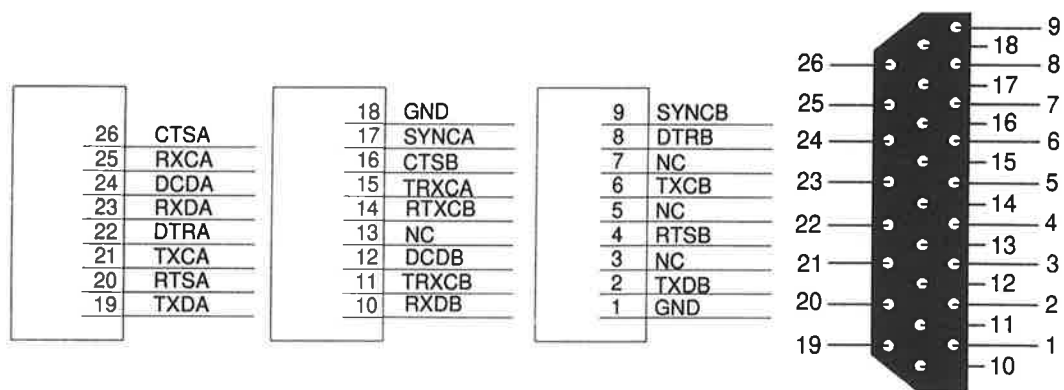 26 CTSA
25 RXCA
24 DCDA
23 RXDA
22 DTRA
21 TXCA
20 RTSA
19 TXDA
18 GND
17 SYNCA
16 CTSB
15 TRXCA
14 RTXCB
13 NC
12 DCDB
11 TRXCB
10 RXDB
9 SYNCB
8 DTRB
7 NC
6 TXCB
5 NC
4 RTSB
3 NC
2 TXDB
1 GND
9
18
26 8
17
25 7
16
24 6
15
23 5
14
22 4
13
21 3
12
20 2
11
19 1
10